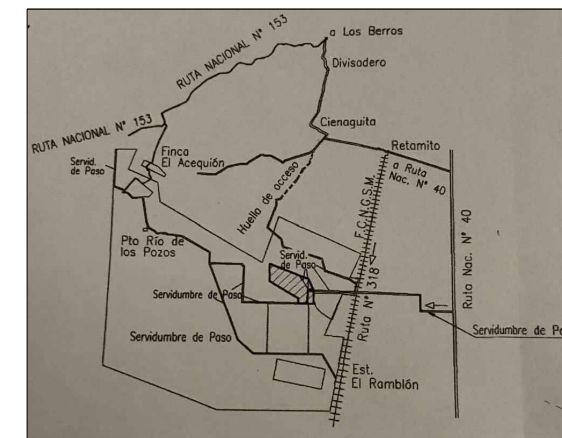 RUTA NACIONAL N° 153
a Los Berros
Divisadero
Cienaguita
RUTA NACIONAL N° 153
Retamito
a Ruta
Nac. N° 40
Finca
El Acequión
Servid.
de Paso
Huella de acceso
F.C.N.G.S.M.
Ruta Nac. N° 40
Pto Río de
los Pozos
Servid.
de Paso
Servidumbre de Paso
Ruta N° 318
Servidumbre de Paso
Servidumbre de Pa
Est.
El Ramblón